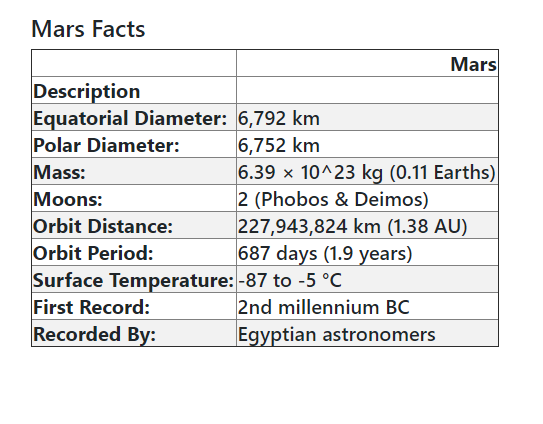 Mars Facts
Mars
Description
Equatorial Diameter: 6,792 km
Polar Diameter: 6,752 km
Mass: 6.39 × 10^23 kg (0.11 Earths)
Moons: 2 (Phobos & Deimos)
Orbit Distance: 227,943,824 km (1.38 AU)
Orbit Period: 687 days (1.9 years)
Surface Temperature: -87 to -5 °C
First Record: 2nd millennium BC
Recorded By: Egyptian astronomers